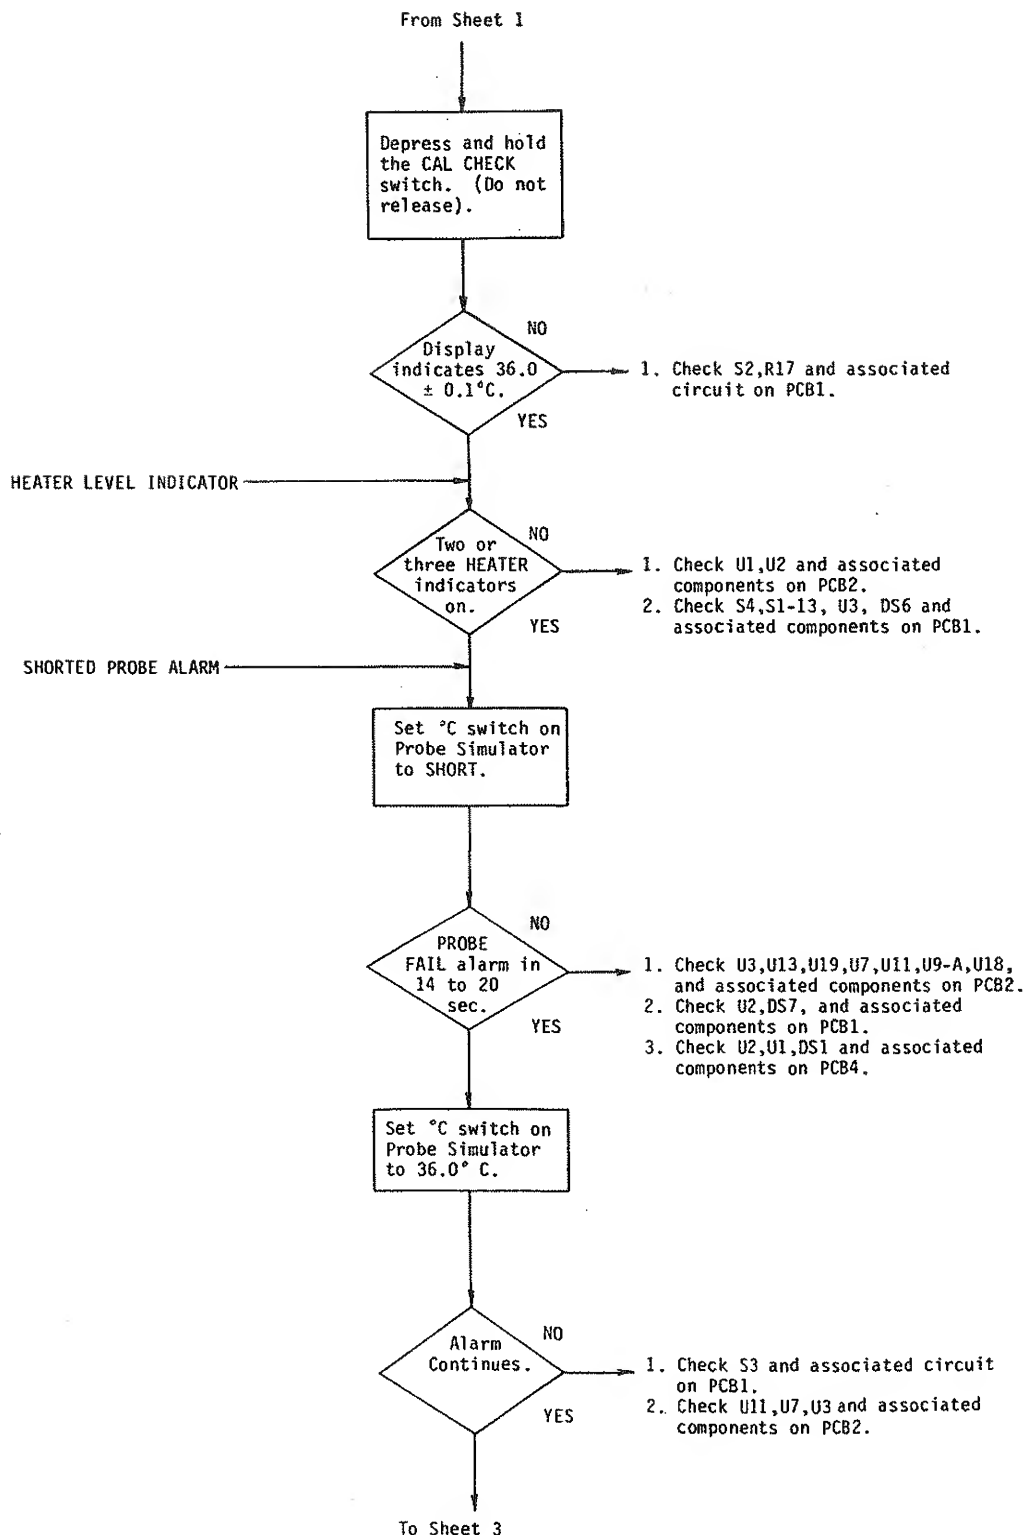 From Sheet 1
Depress and hold
the CAL CHECK
switch. (Do not
release).
NO
Display
indicates 36.0
± 0.1°C.
YES
1. Check S2,R17 and associated
circuit on PCB1.
HEATER LEVEL INDICATOR
NO
Two or
three HEATER
indicators
on.
YES
1. Check U1,U2 and associated
components on PCB2.
2. Check S4,S1-13, U3, DS6 and
associated components on PCB1.
SHORTED PROBE ALARM
Set °C switch on
Probe Simulator
to SHORT.
NO
PROBE
FAIL alarm in
14 to 20
sec.
YES
1. Check U3,U13,U19,U7,U11,U9-A,U18,
and associated components on PCB2.
2. Check U2,DS7, and associated
components on PCB1.
3. Check U2,U1,DS1 and associated
components on PCB4.
Set °C switch on
Probe Simulator
to 36.0° C.
NO
Alarm
Continues.
YES
1. Check S3 and associated circuit
on PCB1.
2. Check U11,U7,U3 and associated
components on PCB2.
To Sheet 3